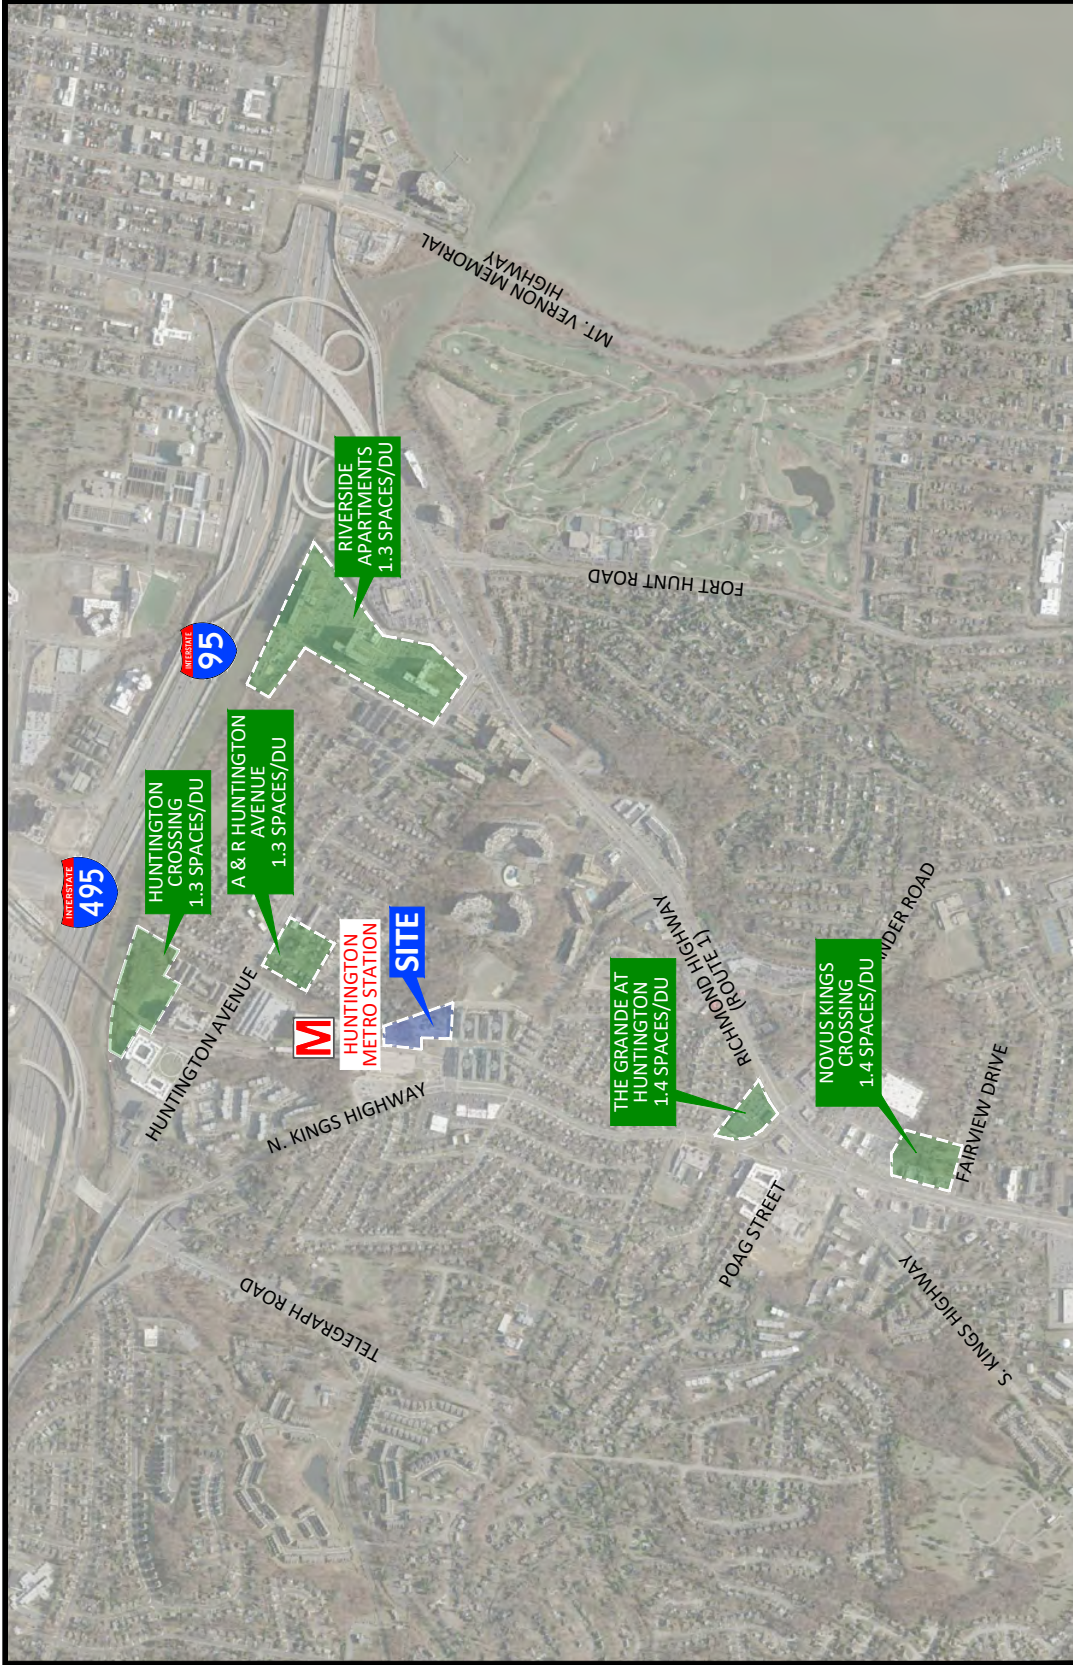 INTERSTATE
495
INTERSTATE
95
HUNTINGTON
CROSSING
1.3 SPACES/DU
A & R HUNTINGTON
AVENUE
1.3 SPACES/DU
RIVERSIDE
APARTMENTS
1.3 SPACES/DU
MT. VERNON MEMORIAL
HIGHWAY
HUNTINGTON AVENUE
M
HUNTINGTON
METRO STATION
SITE
N. KINGS HIGHWAY
TELEGRAPH ROAD
FORT HUNT ROAD
RICHMOND HIGHWAY
(ROUTE 1)
THE GRANDE AT
HUNTINGTON
1.4 SPACES/DU
POAG STREET
NOVUS KINGS
CROSSING
1.4 SPACES/DU
NDER ROAD
FAIRVIEW DRIVE
S. KINGS HIGHWAY